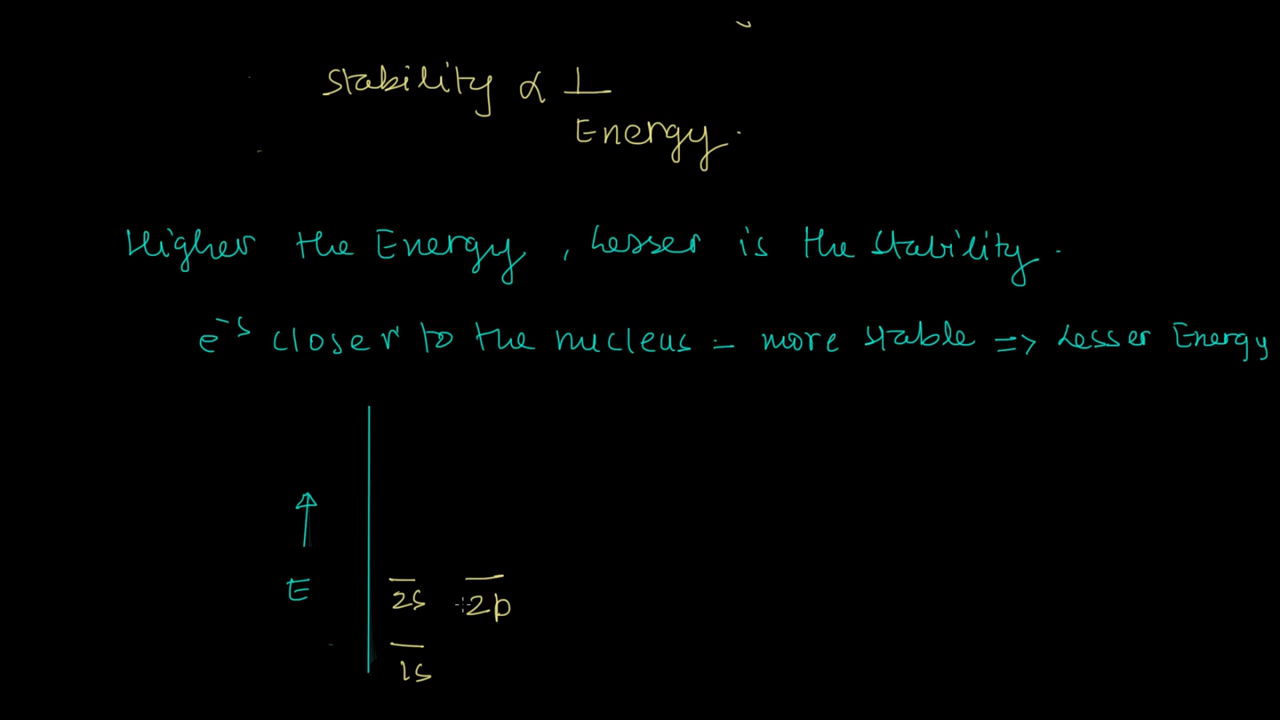 Stability ∝ 1
Energy.
Higher the Energy, Lesser is the Stability.
e⁻s closer to the nucleus – more stable => Lesser Energy
E
2s 2p
1s